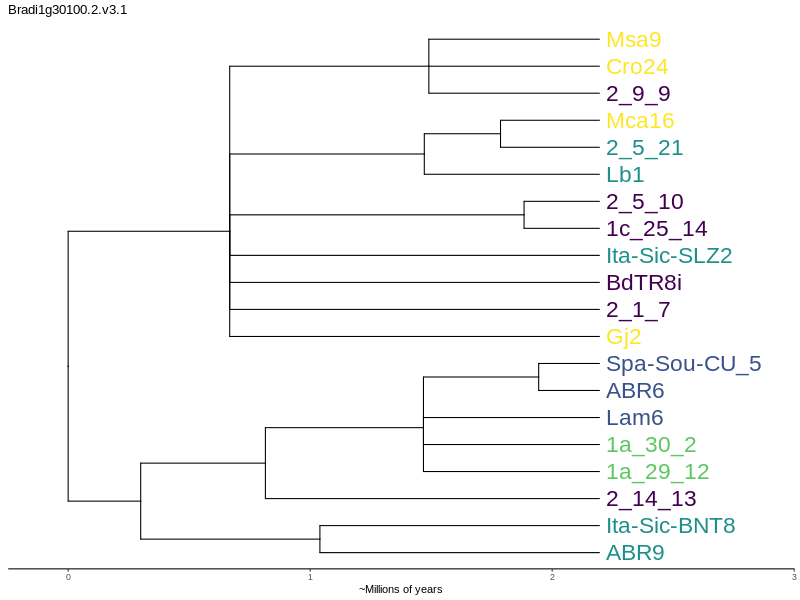 Bradi1g30100.2.v3.1
Msa9
Cro24
2_9_9
Mca16
2_5_21
Lb1
2_5_10
1c_25_14
Ita-Sic-SLZ2
BdTR8i
2_1_7
Gj2
Spa-Sou-CU_5
ABR6
Lam6
1a_30_2
1a_29_12
2_14_13
Ita-Sic-BNT8
ABR9
0 1 2 3
~Millions of years